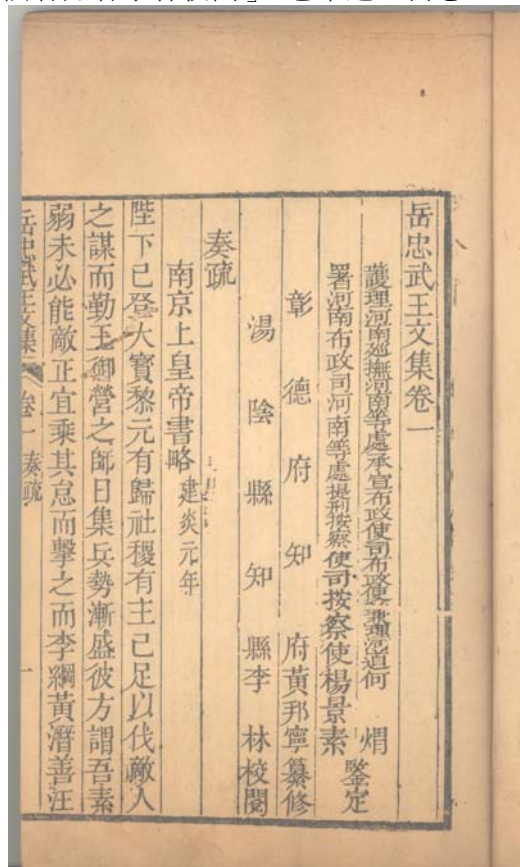 岳忠武王文集卷一
護理河南巡撫河南等處承宣布政使司布政使兼理河道何 煟
署河南布政司河南等處提刑按察使司按察使楊景素 鑒定
彰德府知府黃邦寧纂修
湯陰縣知縣李林校閱
奏疏
南京上皇帝書略 建炎元年
陛下已登大寶黎元有歸社稷有主已足以伐敵人
之謀而勤王御營之師日集兵勢漸盛彼方謂吾素
弱未必能敵正宜乘其怠而擊之而李綱黃潛善汪
岳忠武王文集 卷一 奏疏 一